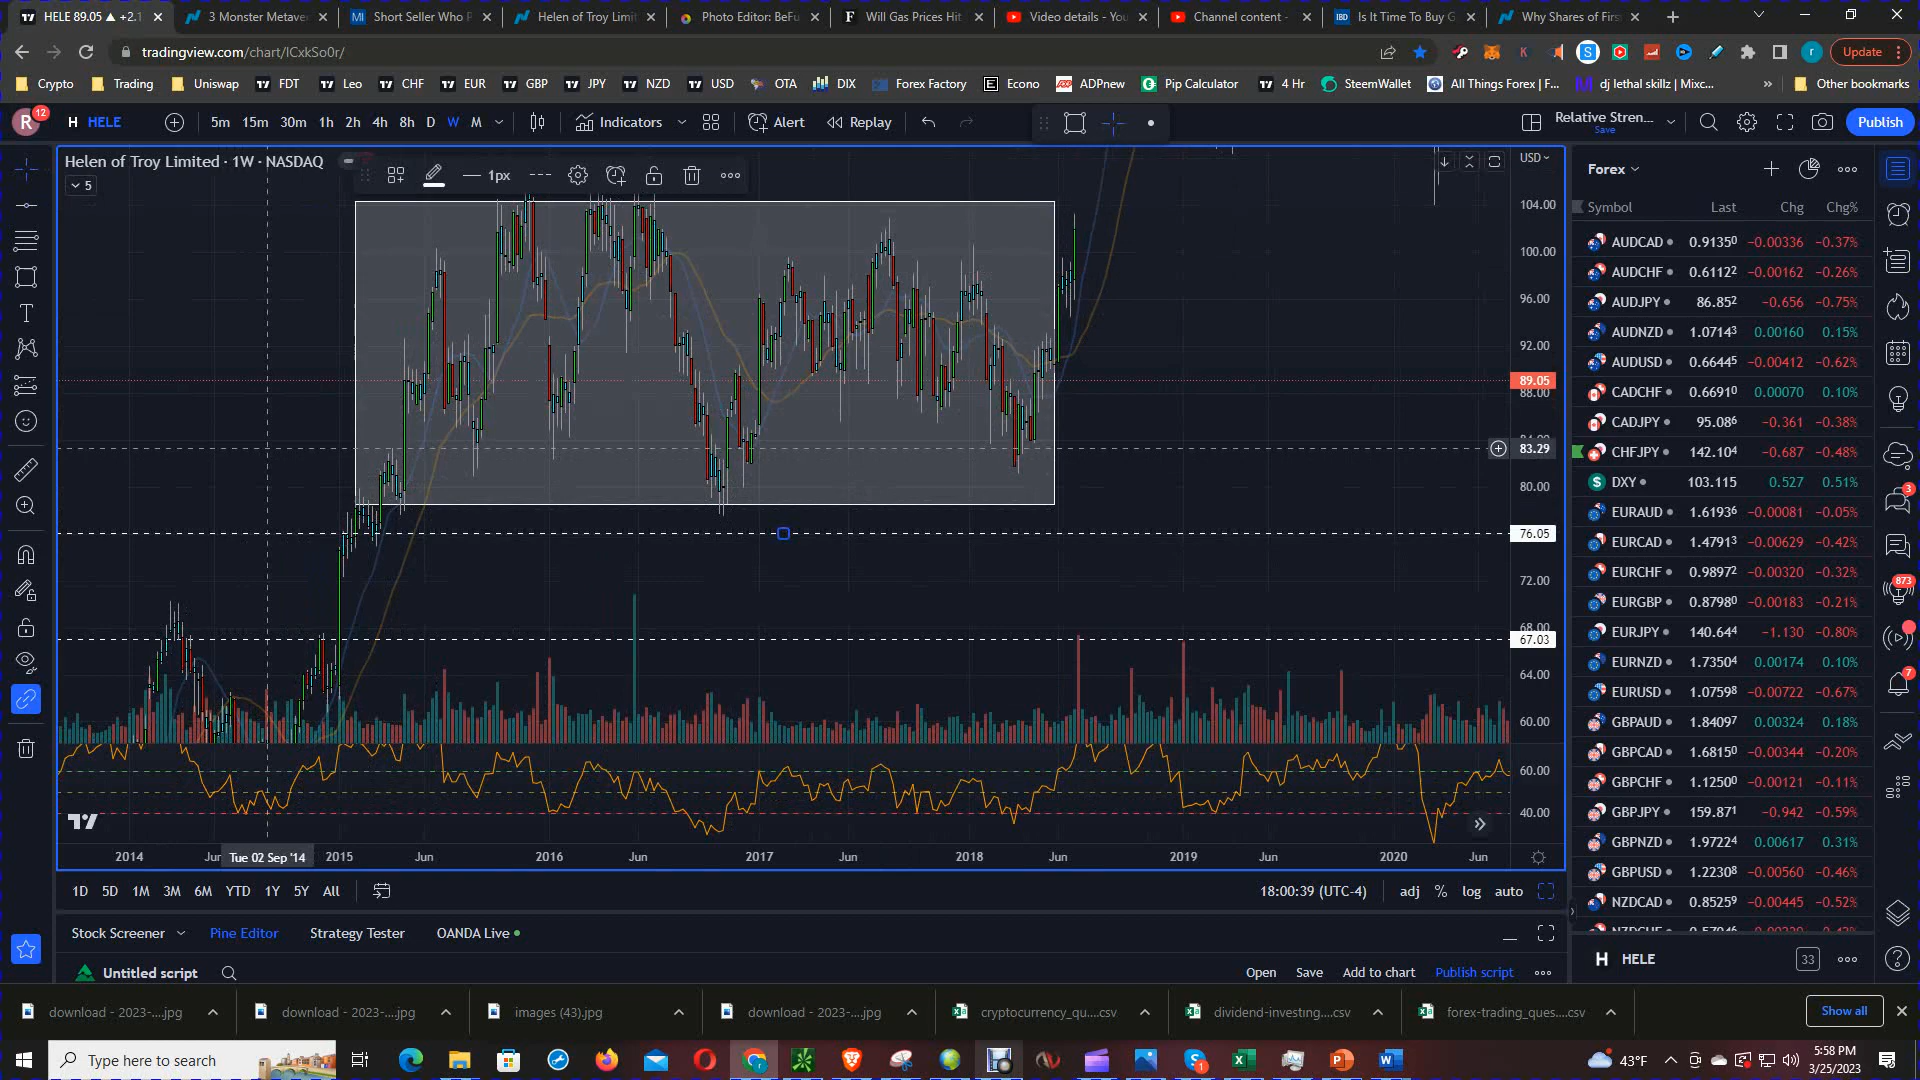 HELE 89.05 ▲ +2.1
3 Monster Metaver
Short Seller Who P
Helen of Troy Limit
Photo Editor: BeFu
Will Gas Prices Hit
Video details - You
Channel content -
Is It Time To Buy G
Why Shares of Firs
tradingview.com/chart/lCxkSo0r/
Update
Crypto
Trading
Uniswap
FDT
Leo
CHF
EUR
GBP
JPY
NZD
USD
OTA
DIX
Forex Factory
Econo
ADPnew
Pip Calculator
4 Hr
SteemWallet
All Things Forex | F...
dj lethal skillz | Mixc...
»
Other bookmarks
R 12
H HELE
5m 15m 30m 1h 2h 4h 8h D W M
Indicators
Alert
Replay
Relative Stren...
Save
Publish
Helen of Troy Limited · 1W · NASDAQ
5
1px
USD
104.00
100.00
96.00
92.00
89.05
88.00
83.29
80.00
76.05
72.00
68.00
67.03
64.00
60.00
60.00
40.00
2014 Tue 02 Sep '14 2015 Jun 2016 Jun 2017 Jun 2018 Jun 2019 Jun 2020 Jun
1D 5D 1M 3M 6M YTD 1Y 5Y All
18:00:39 (UTC-4) adj % log auto
Stock Screener Pine Editor Strategy Tester OANDA Live
Untitled script
Open Save Add to chart Publish script
Forex
Symbol Last Chg Chg%
AUDCAD 0.91350 −0.00336 −0.37%
AUDCHF 0.61122 −0.00162 −0.26%
AUDJPY 86.852 −0.656 −0.75%
AUDNZD 1.07143 0.00160 0.15%
AUDUSD 0.66445 −0.00412 −0.62%
CADCHF 0.66910 0.00070 0.10%
CADJPY 95.086 −0.361 −0.38%
CHFJPY 142.104 −0.687 −0.48%
DXY 103.115 0.527 0.51%
EURAUD 1.61936 −0.00081 −0.05%
EURCAD 1.47913 −0.00629 −0.42%
EURCHF 0.98972 −0.00320 −0.32%
EURGBP 0.87980 −0.00183 −0.21%
EURJPY 140.644 −1.130 −0.80%
EURNZD 1.73504 0.00174 0.10%
EURUSD 1.07598 −0.00722 −0.67%
GBPAUD 1.84097 0.00324 0.18%
GBPCAD 1.68150 −0.00344 −0.20%
GBPCHF 1.12500 −0.00121 −0.11%
GBPJPY 159.871 −0.942 −0.59%
GBPNZD 1.97224 0.00617 0.31%
GBPUSD 1.22308 −0.00560 −0.46%
NZDCAD 0.85259 −0.00445 −0.52%
H HELE 33
3
873
7
download - 2023-....jpg
download - 2023-....jpg
images (43).jpg
download - 2023-....jpg
cryptocurrency_qu....csv
dividend-investing....csv
forex-trading_ques....csv
Show all
Type here to search
43°F
5:58 PM
3/25/2023